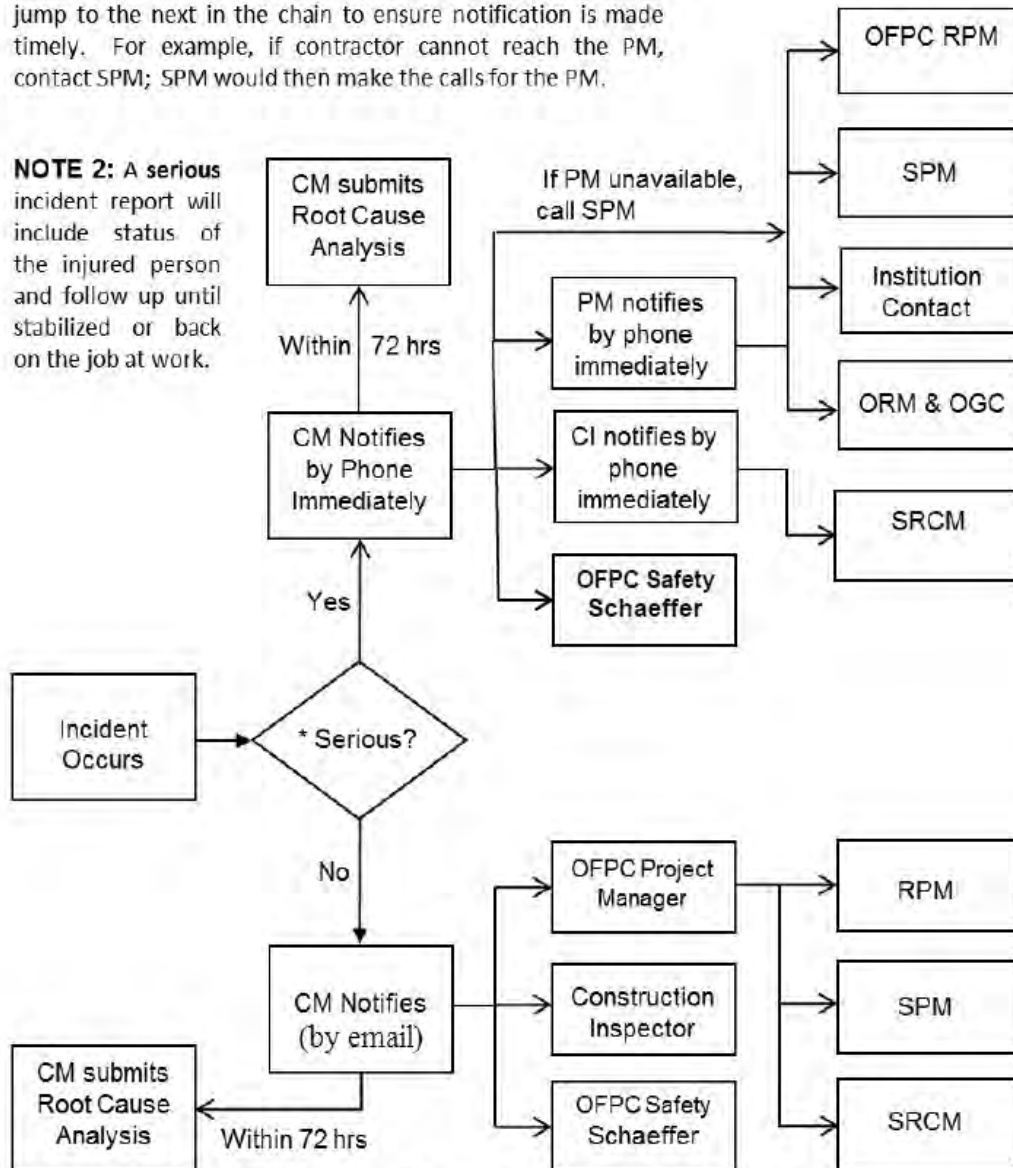 jump to the next in the chain to ensure notification is made
timely. For example, if contractor cannot reach the PM,
contact SPM; SPM would then make the calls for the PM.
NOTE 2: A serious
incident report will
include status of
the injured person
and follow up until
stabilized or back
on the job at work.
CM submits
Root Cause
Analysis
Within 72 hrs
CM Notifies
by Phone
Immediately
Yes
If PM unavailable,
call SPM
PM notifies
by phone
immediately
CI notifies by
phone
immediately
OFPC Safety
Schaeffer
OFPC RPM
SPM
Institution
Contact
ORM & OGC
SRCM
Incident
Occurs
* Serious?
No
CM Notifies
(by email)
CM submits
Root Cause
Analysis
Within 72 hrs
OFPC Project
Manager
Construction
Inspector
OFPC Safety
Schaeffer
RPM
SPM
SRCM